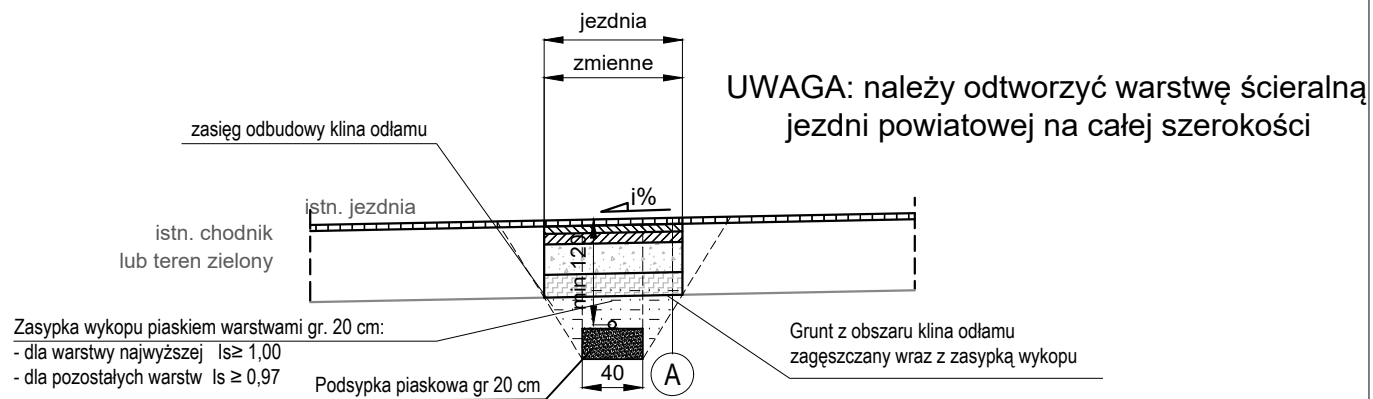 jezdnia
zmienne
UWAGA: należy odtworzyć warstwę ścieralną
jezdni powiatowej na całej szerokości
zasięg odbudowy klina odłamu
i%
istn. jezdnia
istn. chodnik
lub teren zielony
min 120
Zasypka wykopu piaskiem warstwami gr. 20 cm:
- dla warstwy najwyższej Is≥ 1,00
- dla pozostałych warstw Is ≥ 0,97
Grunt z obszaru klina odłamu
zagęszczany wraz z zasypką wykopu
Podsypka piaskowa gr 20 cm
40
A